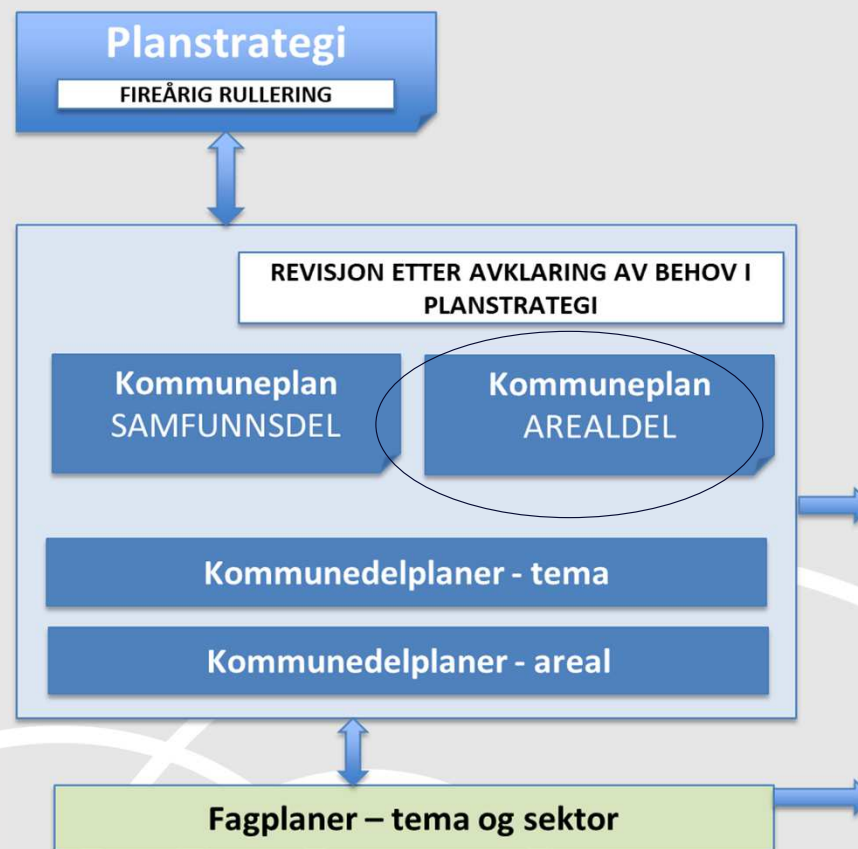 Planstrategi
FIREÅRIG RULLERING
REVISJON ETTER AVKLARING AV BEHOV I
PLANSTRATEGI
Kommuneplan
SAMFUNNSDEL
Kommuneplan
AREALDEL
Kommunedelplaner - tema
Kommunedelplaner - areal
Fagplaner – tema og sektor